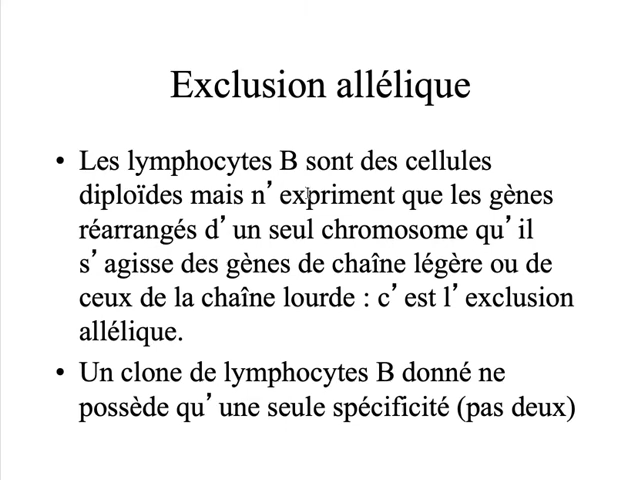 Exclusion allélique
• Les lymphocytes B sont des cellules
diploïdes mais n’expriment que les gènes
réarrangés d’un seul chromosome qu’il
s’agisse des gènes de chaîne légère ou de
ceux de la chaîne lourde : c’est l’exclusion
allélique.
• Un clone de lymphocytes B donné ne
possède qu’une seule spécificité (pas deux)